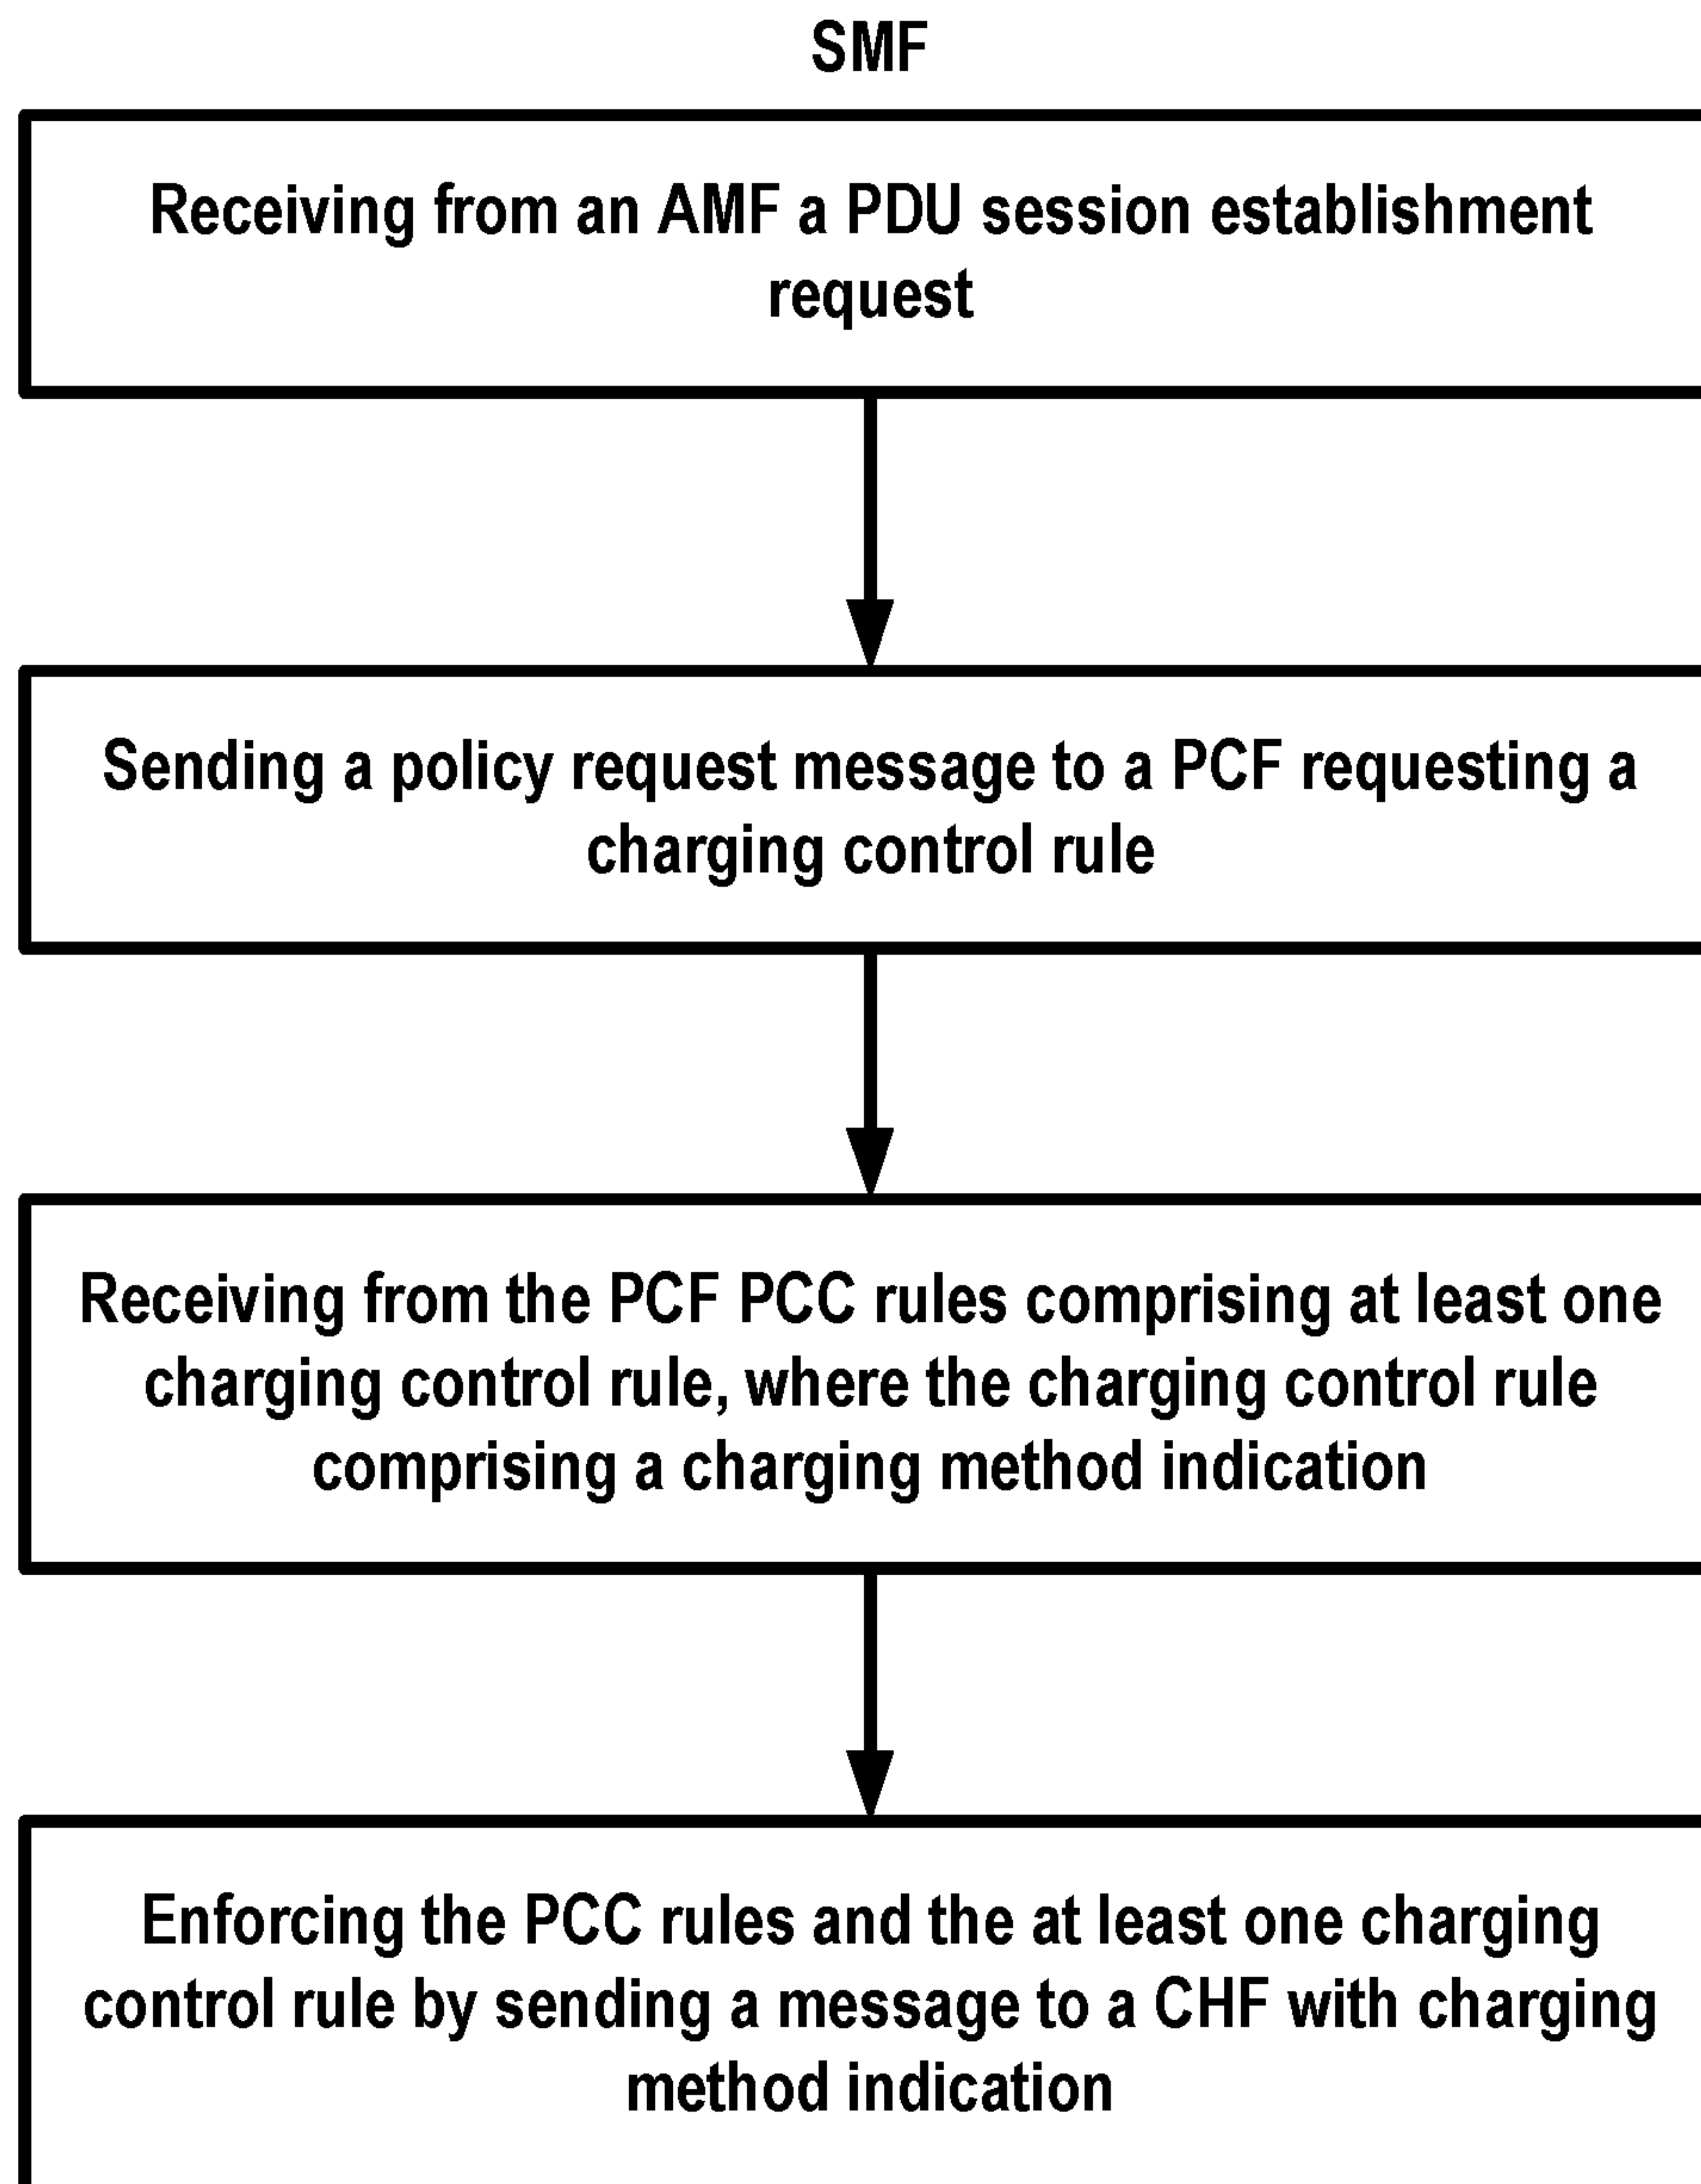 SMF
Receiving from an AMF a PDU session establishment
request
Sending a policy request message to a PCF requesting a
charging control rule
Receiving from the PCF PCC rules comprising at least one
charging control rule, where the charging control rule
comprising a charging method indication
Enforcing the PCC rules and the at least one charging
control rule by sending a message to a CHF with charging
method indication